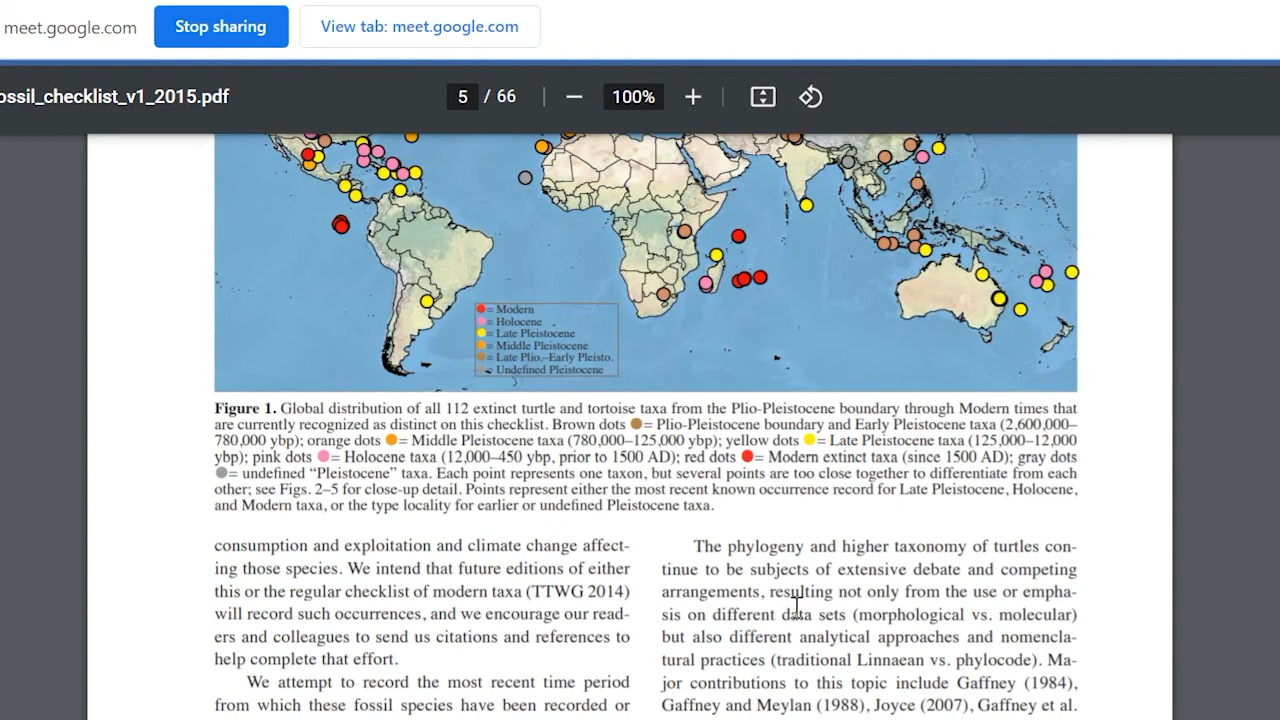 meet.google.com
Stop sharing
View tab: meet.google.com
ossil_checklist_v1_2015.pdf
5 / 66
100%
= Modern
= Holocene
= Late Pleistocene
= Middle Pleistocene
= Late Plio.–Early Pleisto.
= Undefined Pleistocene
Figure 1. Global distribution of all 112 extinct turtle and tortoise taxa from the Plio-Pleistocene boundary through Modern times that
are currently recognized as distinct on this checklist. Brown dots = Plio-Pleistocene boundary and Early Pleistocene taxa (2,600,000–
780,000 ybp); orange dots = Middle Pleistocene taxa (780,000–125,000 ybp); yellow dots = Late Pleistocene taxa (125,000–12,000
ybp); pink dots = Holocene taxa (12,000–450 ybp, prior to 1500 AD); red dots = Modern extinct taxa (since 1500 AD); gray dots
= undefined “Pleistocene” taxa. Each point represents one taxon, but several points are too close together to differentiate from each
other; see Figs. 2–5 for close-up detail. Points represent either the most recent known occurrence record for Late Pleistocene, Holocene,
and Modern taxa, or the type locality for earlier or undefined Pleistocene taxa.
consumption and exploitation and climate change affect-
ing those species. We intend that future editions of either
this or the regular checklist of modern taxa (TTWG 2014)
will record such occurrences, and we encourage our read-
ers and colleagues to send us citations and references to
help complete that effort.
We attempt to record the most recent time period
from which these fossil species have been recorded or
The phylogeny and higher taxonomy of turtles con-
tinue to be subjects of extensive debate and competing
arrangements, resulting not only from the use or empha-
sis on different data sets (morphological vs. molecular)
but also different analytical approaches and nomencla-
tural practices (traditional Linnaean vs. phylocode). Ma-
jor contributions to this topic include Gaffney (1984),
Gaffney and Meylan (1988), Joyce (2007), Gaffney et al.